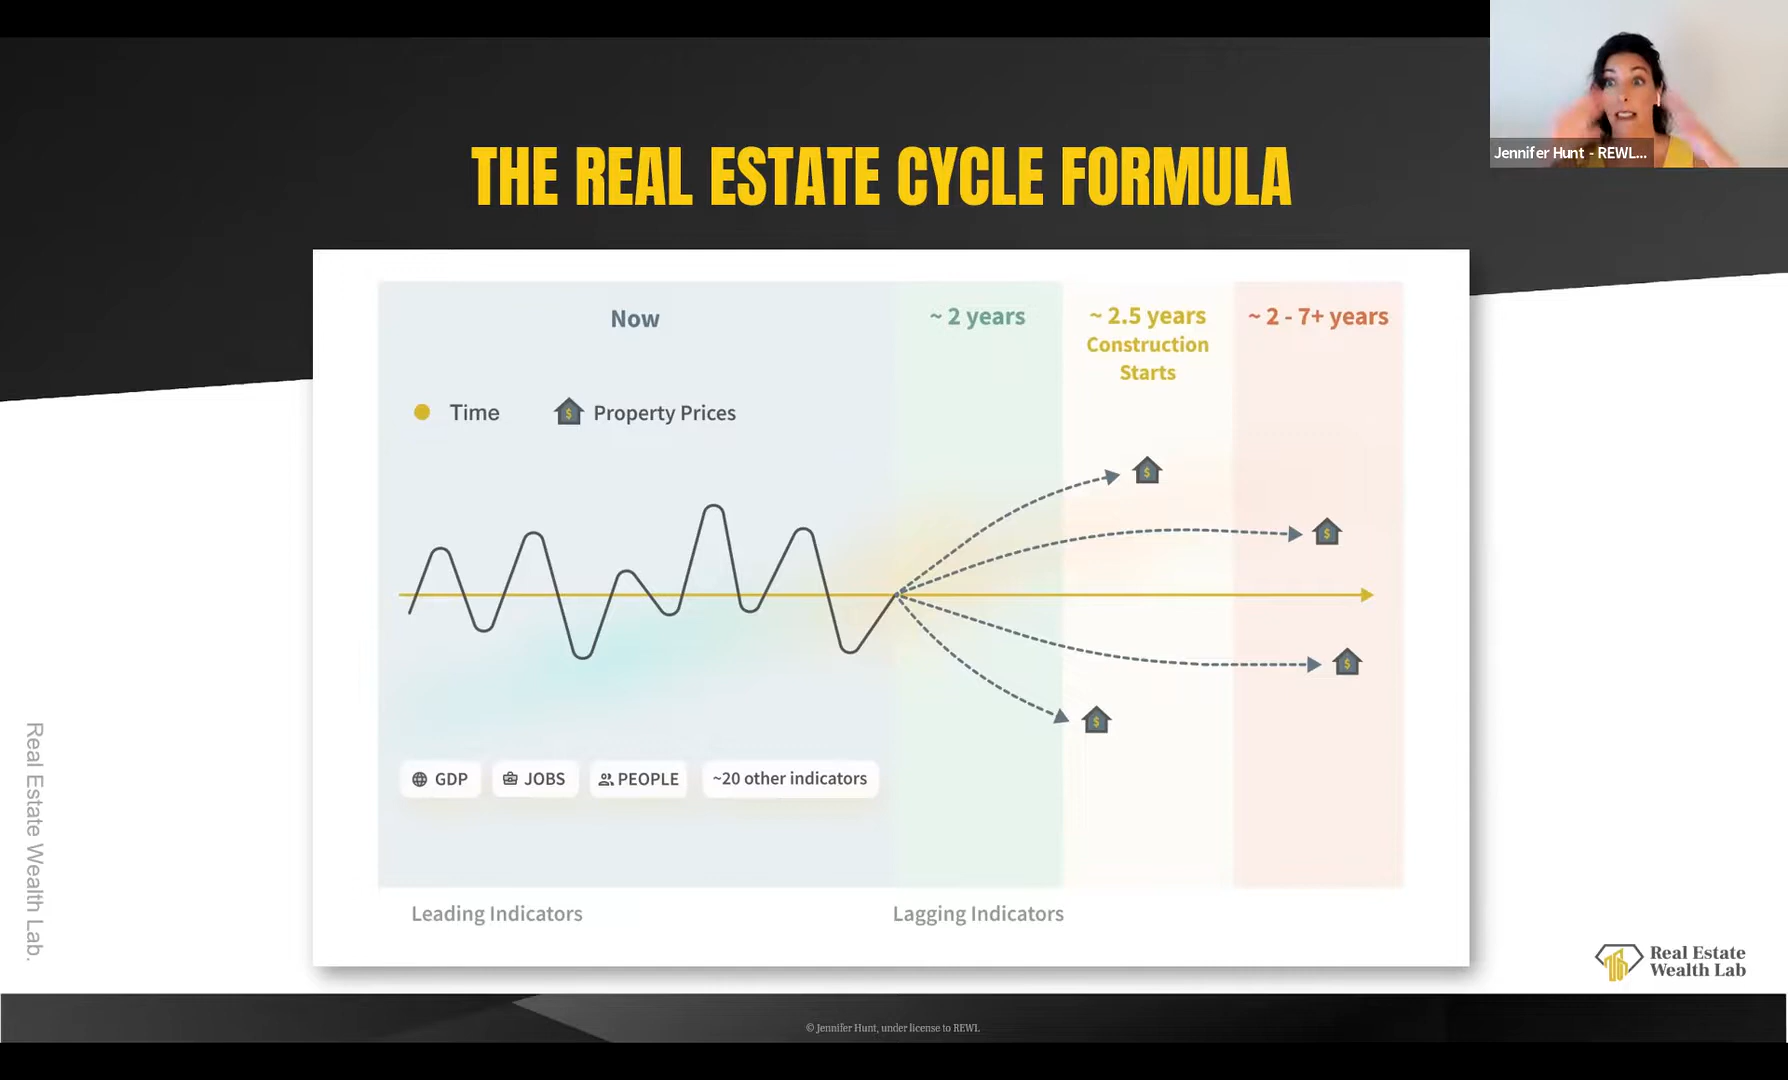 Jennifer Hunt - REWL...
THE REAL ESTATE CYCLE FORMULA
Now
~ 2 years
~ 2.5 years
Construction
Starts
~ 2 - 7+ years
Time
Property Prices
$
$
$
$
$
GDP
JOBS
PEOPLE
~20 other indicators
Leading Indicators
Lagging Indicators
Real Estate Wealth Lab.
Real Estate
Wealth Lab
© Jennifer Hunt, under license to REWL